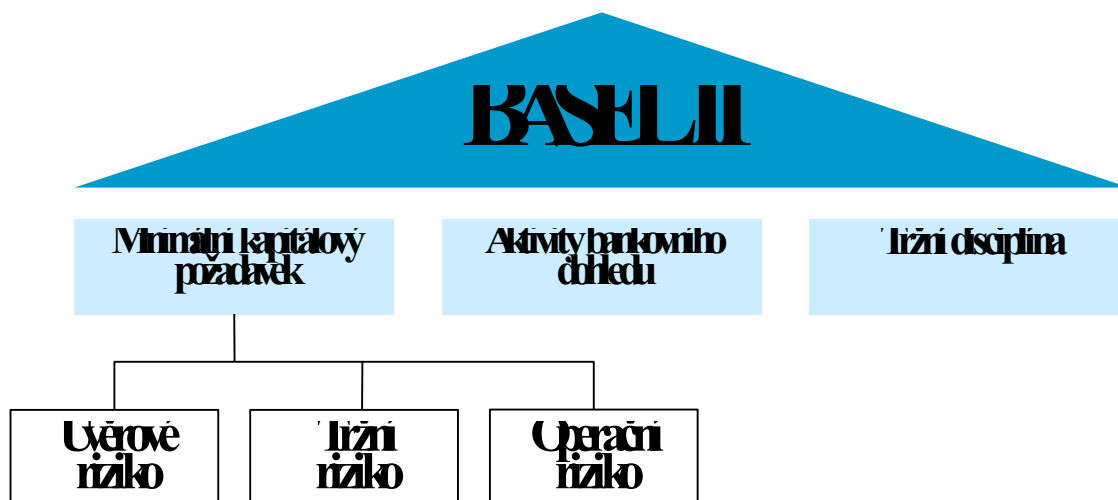 BASEL II
Minimální kapitálový
požadavek
Aktivity bankovního
dohledu
Tržní disciplína
Úvěrové
riziko
Tržní
riziko
Operační
riziko